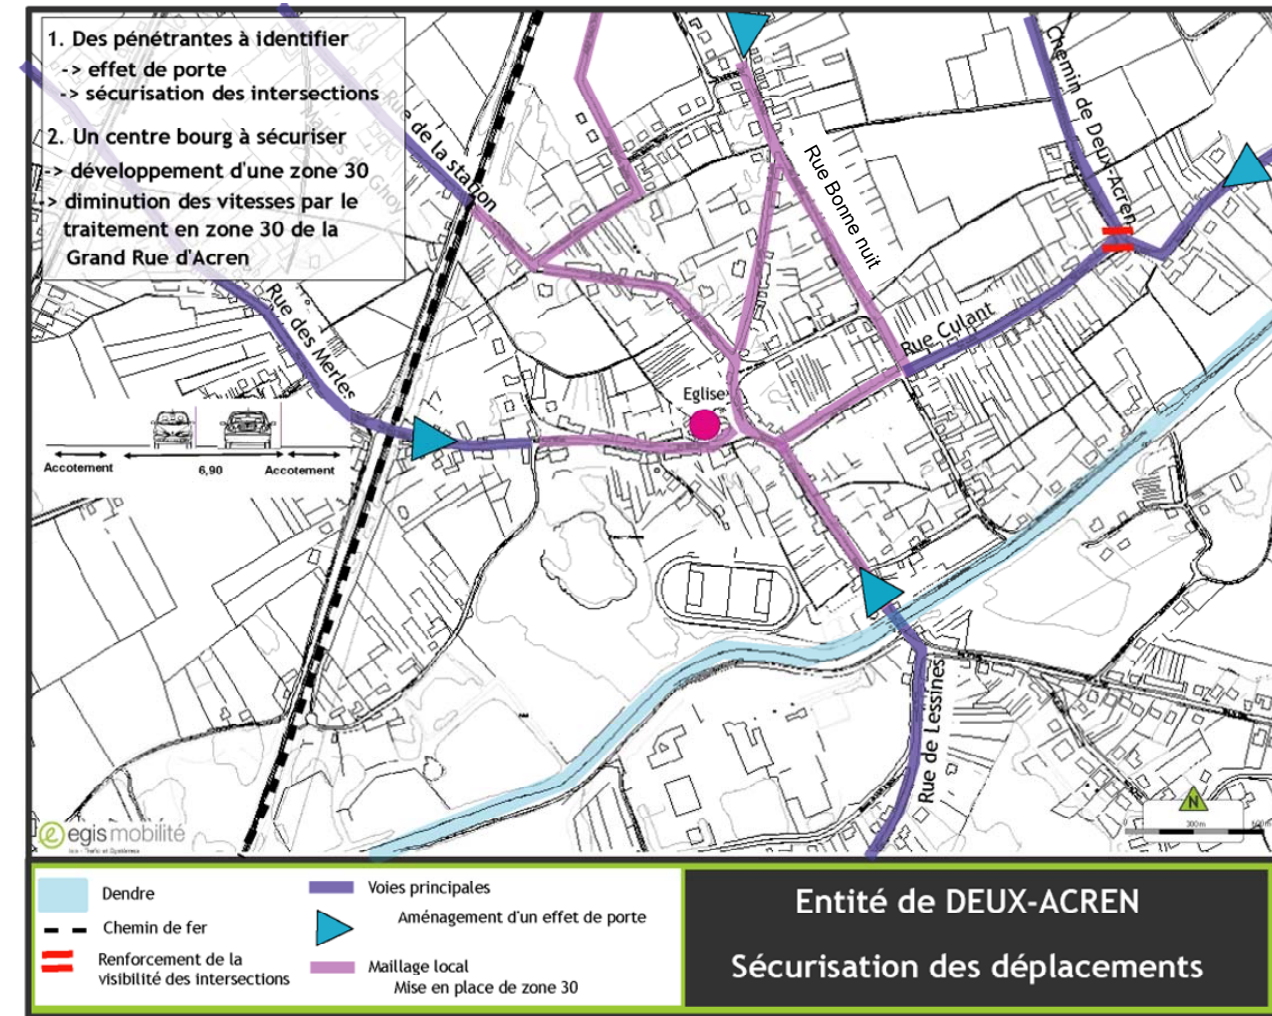 1. Des pénétrantes à identifier
-> effet de porte
-> sécurisation des intersections
2. Un centre bourg à sécuriser
-> développement d'une zone 30
-> diminution des vitesses par le
traitement en zone 30 de la
Grand Rue d'Acren
Rue de la station
Ghoy
Chemin de Deux-Acren
Rue Bonne nuit
Rue des Merles
Rue Culant
Eglise
Accotement
6,90
Accotement
Rue de Lessines
N
0
300m
600m
egis mobilité
Dendre
Chemin de fer
Renforcement de la
visibilité des intersections
Voies principales
Aménagement d'un effet de porte
Maillage local
Mise en place de zone 30
Entité de DEUX-ACREN
Sécurisation des déplacements